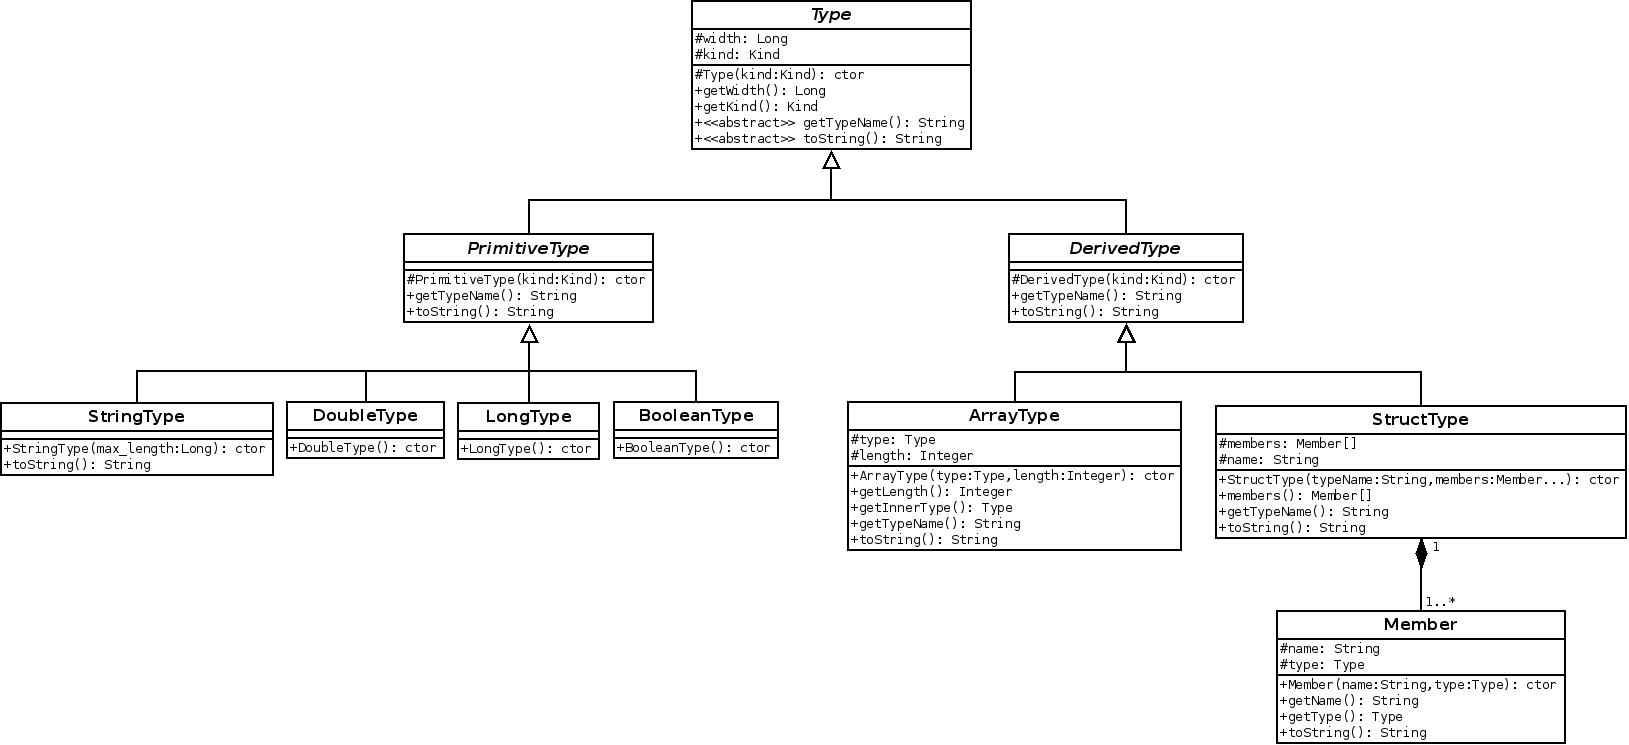 Type
#width: Long
#kind: Kind
#Type(kind:Kind): ctor
+getWidth(): Long
+getKind(): Kind
+<<abstract>> getTypeName(): String
+<<abstract>> toString(): String
PrimitiveType
#PrimitiveType(kind:Kind): ctor
+getTypeName(): String
+toString(): String
DerivedType
#DerivedType(kind:Kind): ctor
+getTypeName(): String
+toString(): String
StringType
+StringType(max_length:Long): ctor
+toString(): String
DoubleType
+DoubleType(): ctor
LongType
+LongType(): ctor
BooleanType
+BooleanType(): ctor
ArrayType
#type: Type
#length: Integer
+ArrayType(type:Type,length:Integer): ctor
+getLength(): Integer
+getInnerType(): Type
+getTypeName(): String
+toString(): String
StructType
#members: Member[]
#name: String
+StructType(typeName:String,members:Member...): ctor
+members(): Member[]
+getTypeName(): String
+toString(): String
1
1..*
Member
#name: String
#type: Type
+Member(name:String,type:Type): ctor
+getName(): String
+getType(): Type
+toString(): String